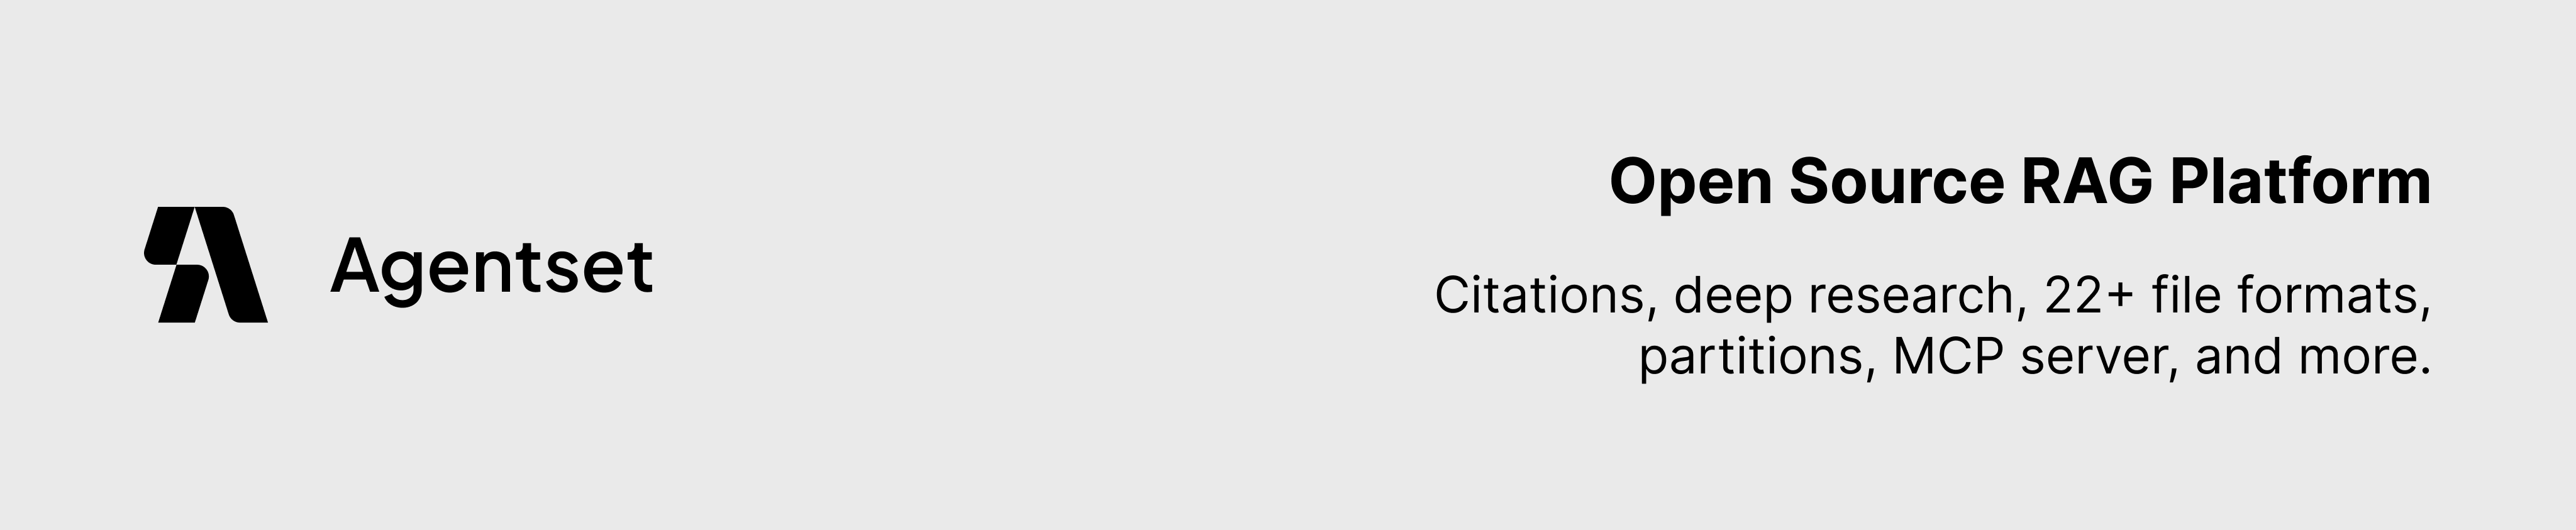 Agentset
Open Source RAG Platform
Citations, deep research, 22+ file formats,
partitions, MCP server, and more.